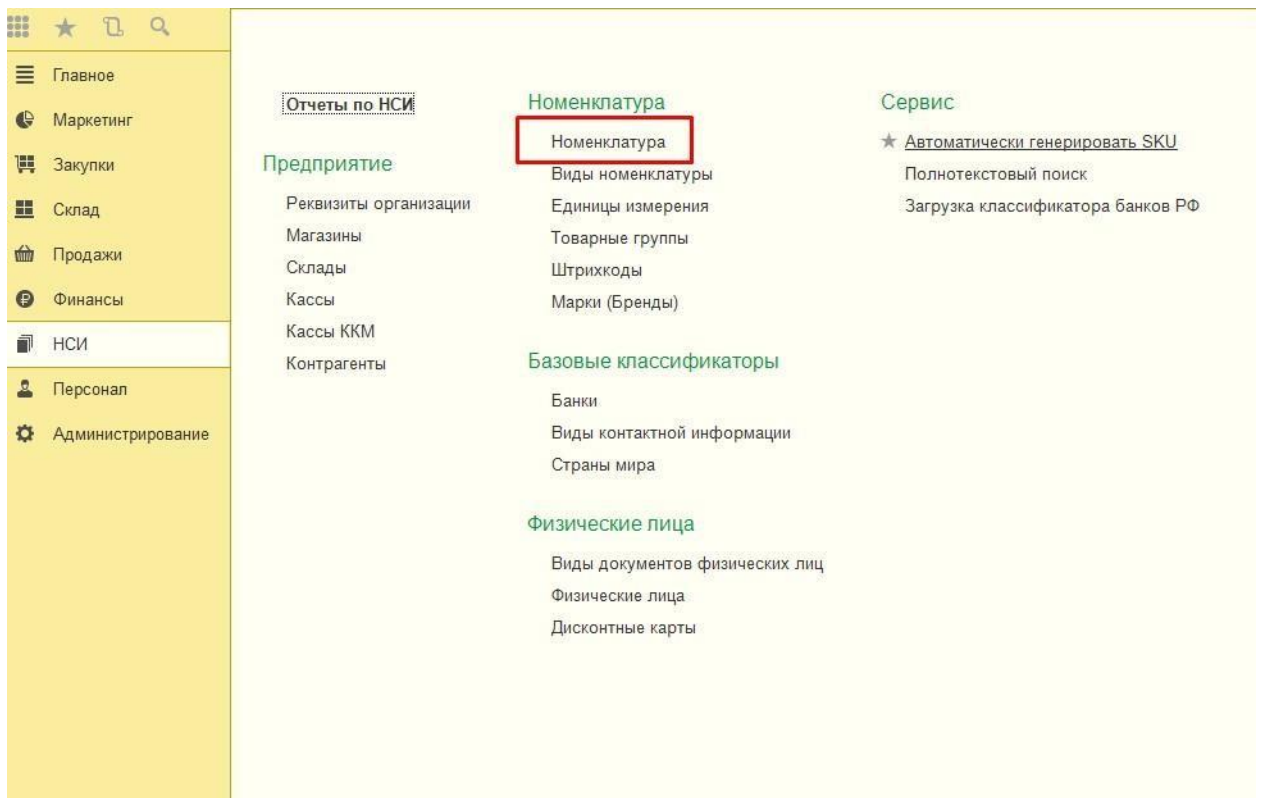 Главное
Маркетинг
Закупки
Склад
Продажи
Финансы
НСИ
Персонал
Администрирование
Отчеты по НСИ
Предприятие
Реквизиты организации
Магазины
Склады
Кассы
Кассы ККМ
Контрагенты
Номенклатура
Номенклатура
Виды номенклатуры
Единицы измерения
Товарные группы
Штрихкоды
Марки (Бренды)
Базовые классификаторы
Банки
Виды контактной информации
Страны мира
Физические лица
Виды документов физических лиц
Физические лица
Дисконтные карты
Сервис
Автоматически генерировать SKU
Полнотекстовый поиск
Загрузка классификатора банков РФ